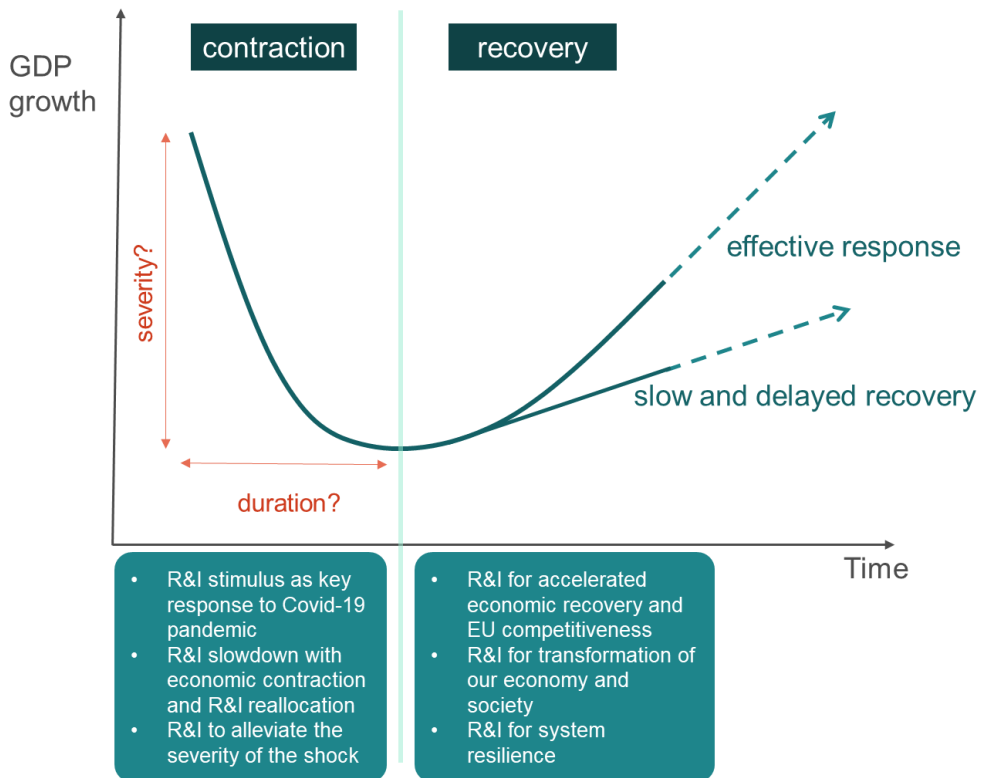 contraction
recovery
GDP
growth
severity?
effective response
slow and delayed recovery
duration?
Time
• R&I stimulus as key
response to Covid-19
pandemic
• R&I slowdown with
economic contraction
and R&I reallocation
• R&I to alleviate the
severity of the shock
• R&I for accelerated
economic recovery and
EU competitiveness
• R&I for transformation of
our economy and
society
• R&I for system
resilience